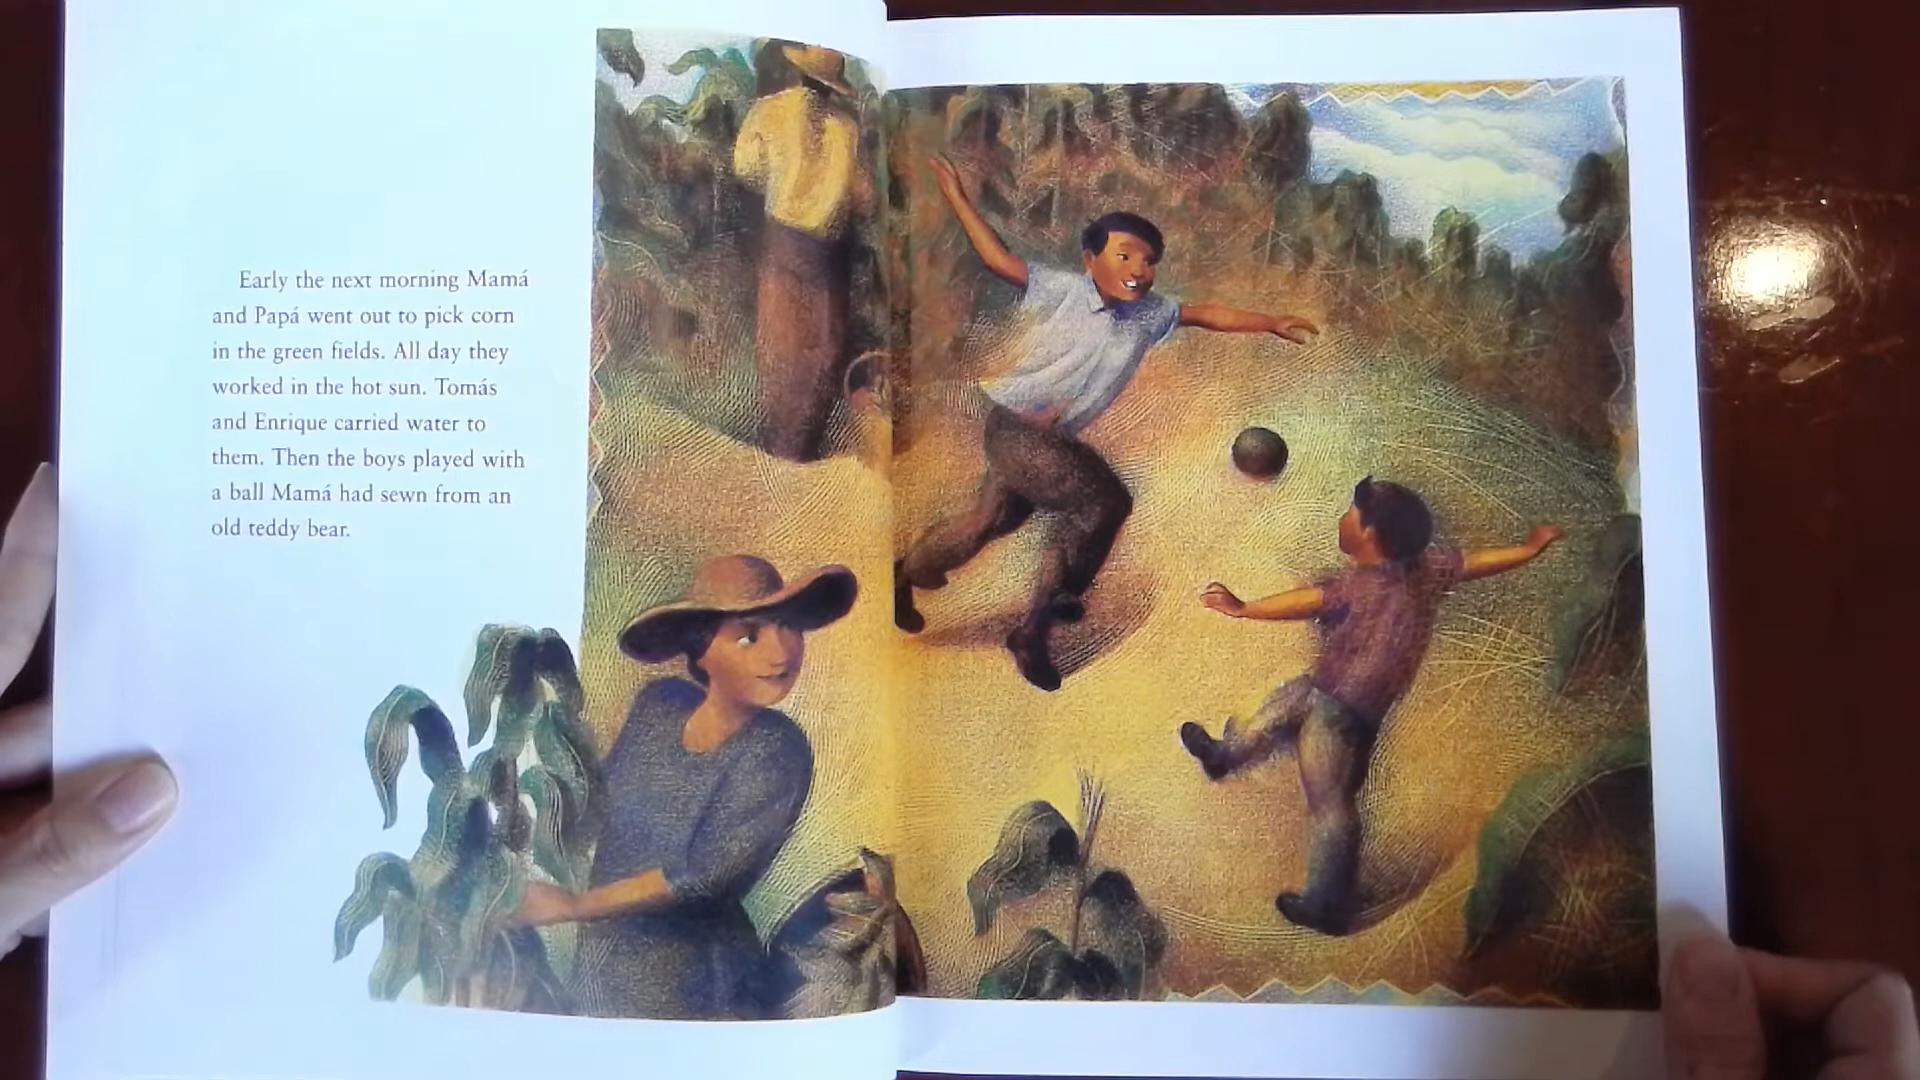 Early the next morning Mamá
and Papá went out to pick corn
in the green fields. All day they
worked in the hot sun. Tomás
and Enrique carried water to
them. Then the boys played with
a ball Mamá had sewn from an
old teddy bear.